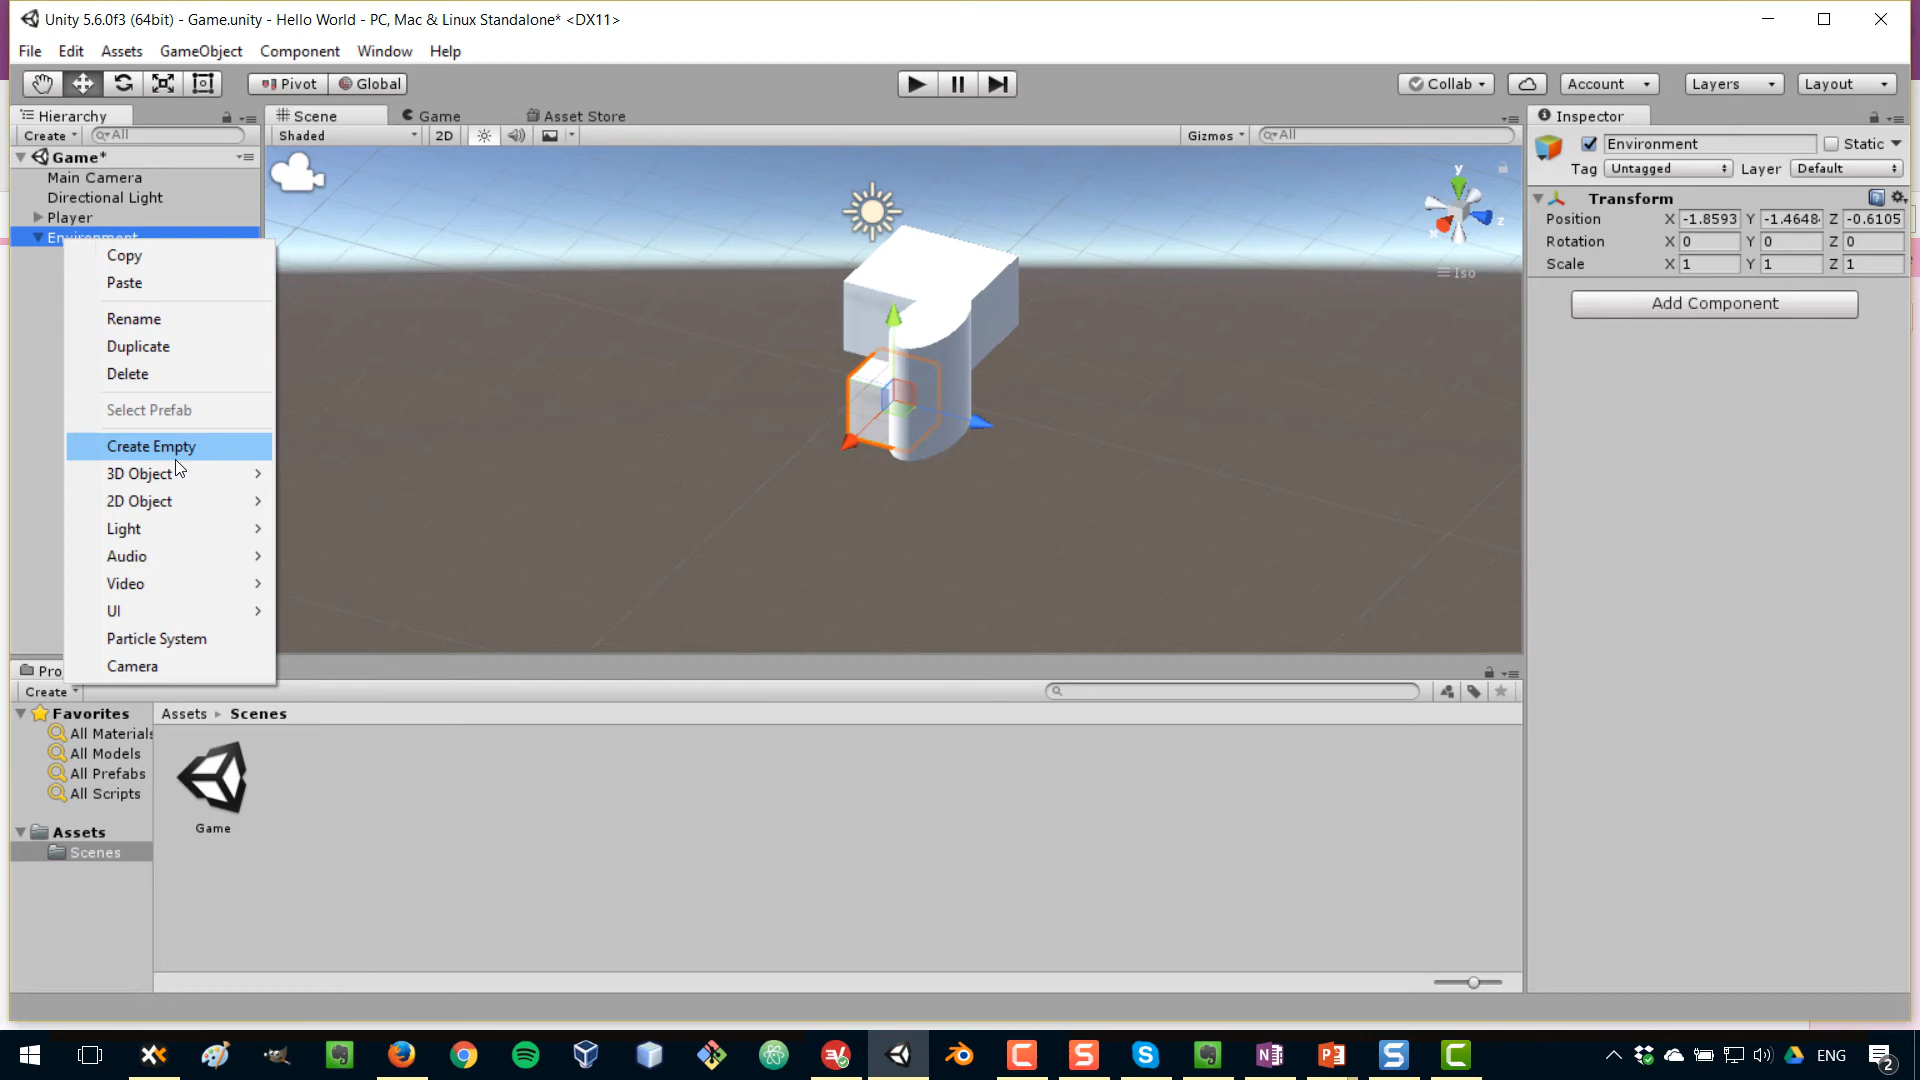 Unity 5.6.0f3 (64bit) - Game.unity - Hello World - PC, Mac & Linux Standalone* <DX11>
File Edit Assets GameObject Component Window Help
Pivot Global Collab Account Layers Layout
Hierarchy Scene Game Asset Store Inspector
Create All Shaded 2D Gizmos All
Environment Static
Game*
Tag Untagged Layer Default
Main Camera
Directional Light
Transform
Player
Position X -1.8593 Y -1.4648 Z -0.6105
Environment
Rotation X 0 Y 0 Z 0
Scale X 1 Y 1 Z 1
Add Component
y
z
x
Iso
Copy
Paste
Rename
Duplicate
Delete
Select Prefab
Create Empty
3D Object
2D Object
Light
Audio
Video
UI
Particle System
Camera
Pro
Create
Favorites
Assets Scenes
All Materials
All Models
All Prefabs
All Scripts
Game
Assets
Scenes
ENG
2